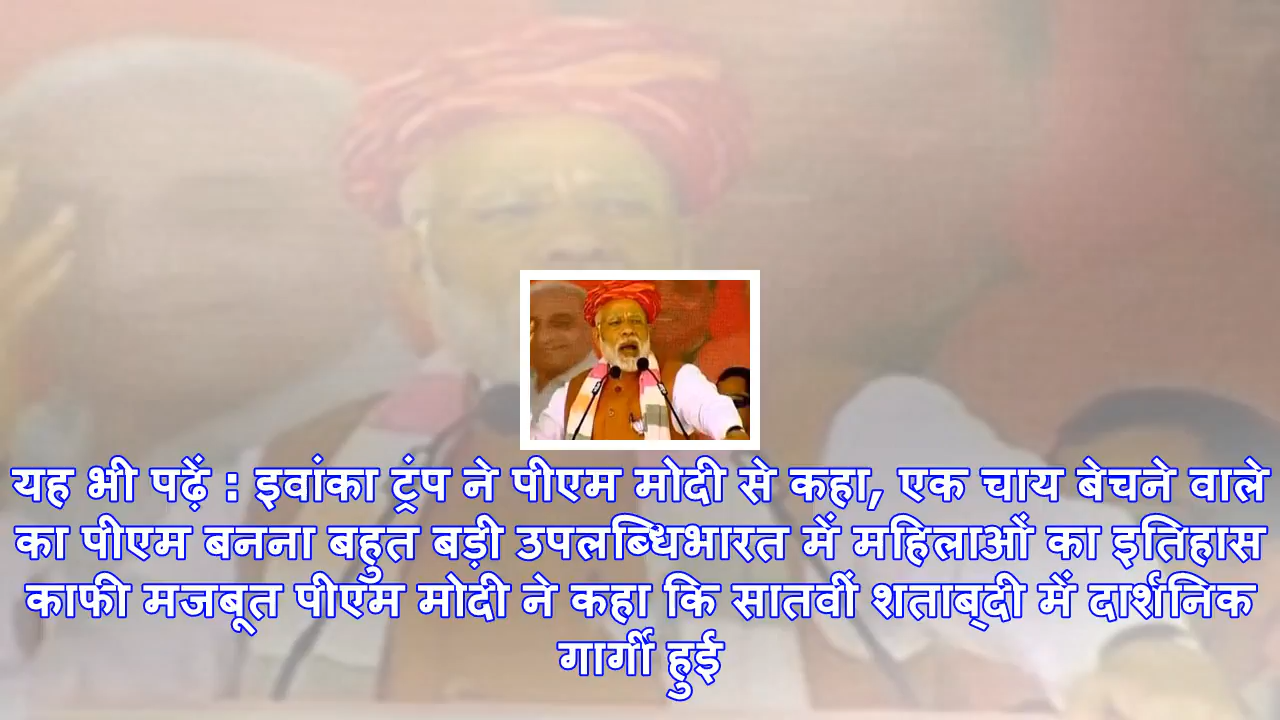 यह भी पढ़ें : इवांका ट्रंप ने पीएम मोदी से कहा, एक चाय बेचने वाले
का पीएम बनना बहुत बड़ी उपलब्धिभारत में महिलाओं का इतिहास
काफी मजबूत पीएम मोदी ने कहा कि सातवीं शताब्दी में दार्शनिक
गार्गी हुई